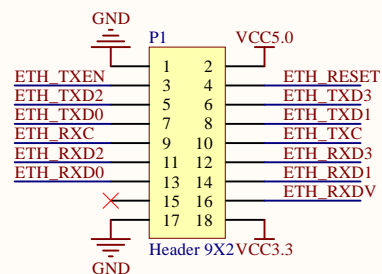 GND
P1 VCC5.0
1 2
ETH_TXEN 3 4 ETH_RESET
ETH_TXD2 5 6 ETH_TXD3
ETH_TXD0 7 8 ETH_TXD1
ETH_RXC 9 10 ETH_TXC
ETH_RXD2 11 12 ETH_RXD3
ETH_RXD0 13 14 ETH_RXD1
15 16 ETH_RXDV
17 18
Header 9X2 VCC3.3
GND